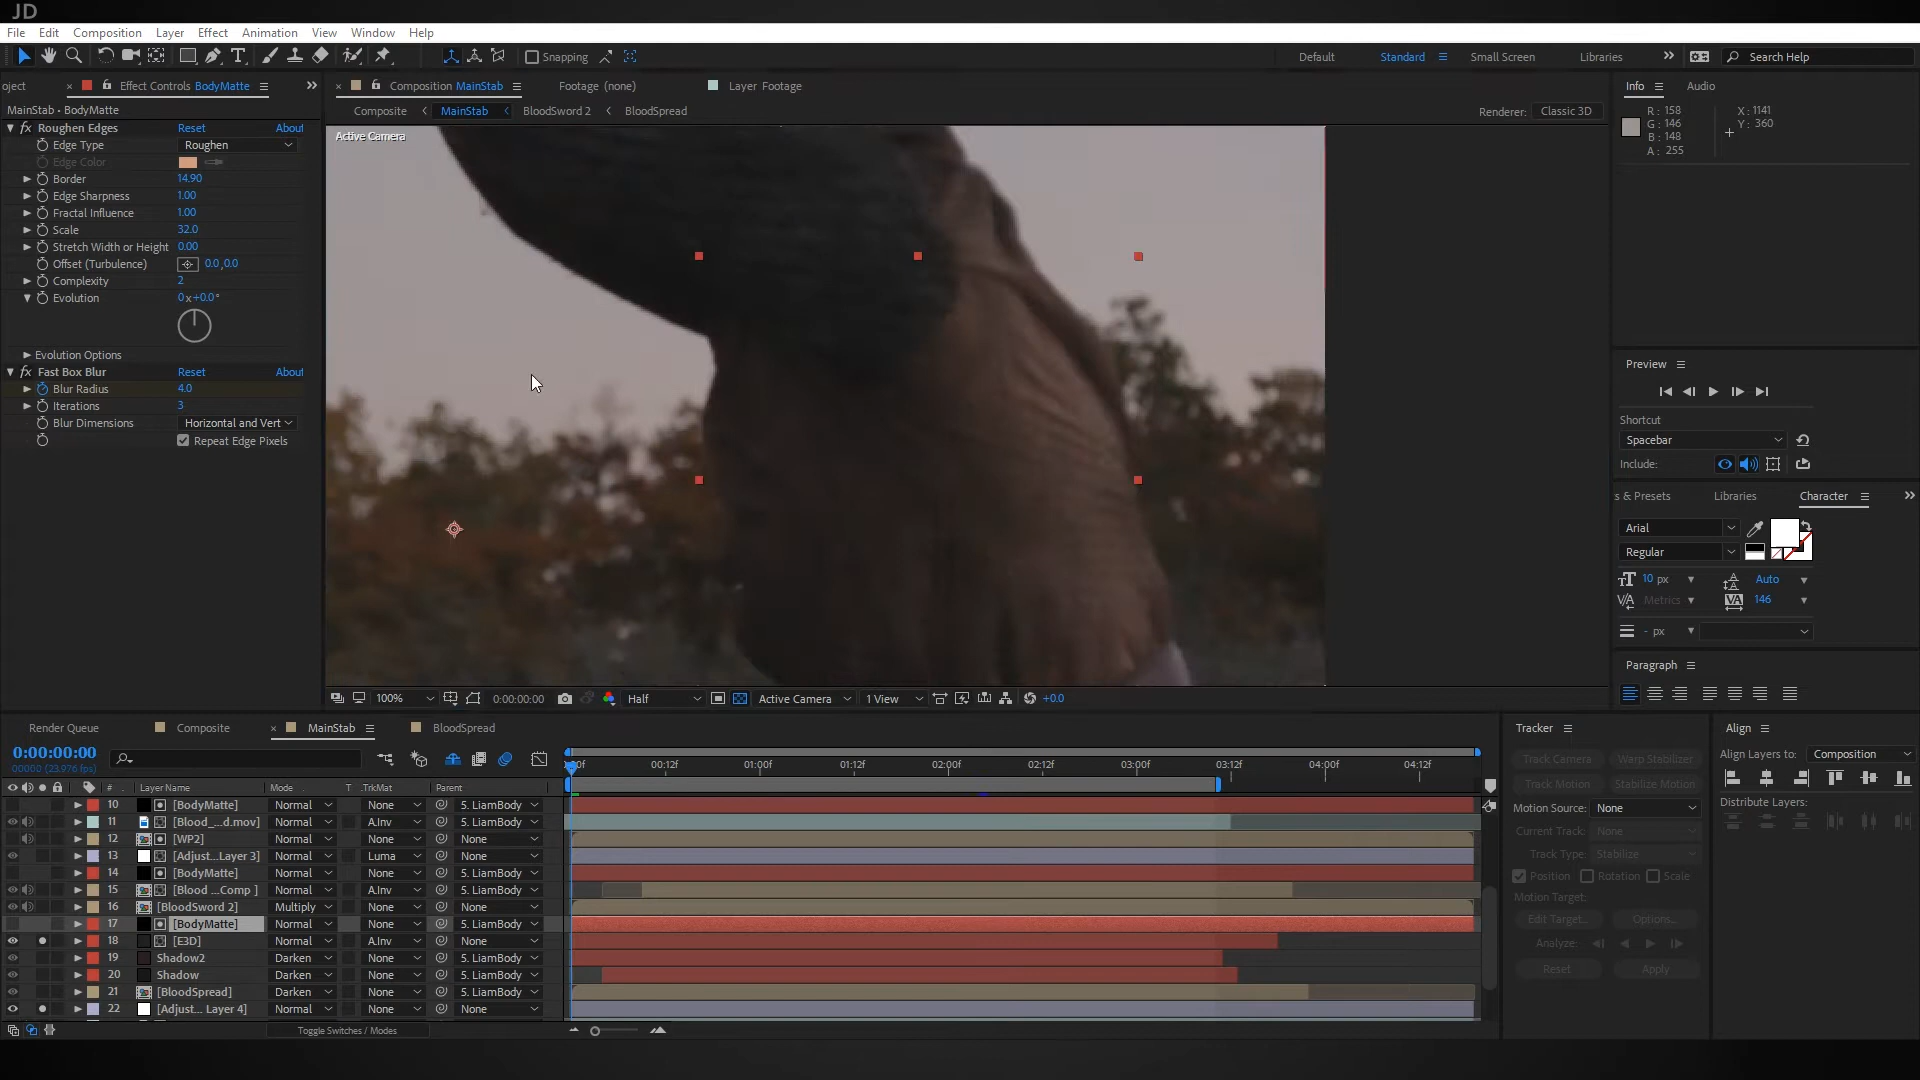 JD
File Edit Composition Layer Effect Animation View Window Help
Snapping Default Standard Small Screen Libraries Search Help
oject Effect Controls BodyMatte Composition MainStab Footage (none) Layer Footage Info Audio
MainStab • BodyMatte Composite MainStab BloodSword 2 BloodSpread Renderer: Classic 3D
Active Camera
R: 158 X: 1141
G: 146 Y: 360
B: 148
A: 255
fx Roughen Edges Reset About
Edge Type Roughen
Edge Color
Border 14.90
Edge Sharpness 1.00
Fractal Influence 1.00
Scale 32.0
Stretch Width or Height 0.00
Offset (Turbulence) 0.0,0.0
Complexity 2
Evolution 0x+0.0°
Evolution Options
fx Fast Box Blur Reset About
Blur Radius 4.0
Iterations 3
Blur Dimensions Horizontal and Vert
Repeat Edge Pixels
Preview
Shortcut
Spacebar
Include:
s & Presets Libraries Character
Arial
Regular
10 px Auto
Metrics 146
- px
Paragraph
100% 0:00:00:00 Half Active Camera 1 View +0.0
Render Queue Composite MainStab BloodSpread
0:00:00:00
00000 (23.976 fps)
00f 00:12f 01:00f 01:12f 02:00f 02:12f 03:00f 03:12f 04:00f 04:12f
# Layer Name Mode T .TrkMat Parent
10 [BodyMatte] Normal None 5. LiamBody
11 [Blood_...d.mov] Normal A.Inv 5. LiamBody
12 [WP2] Normal None None
13 [Adjust...Layer 3] Normal Luma None
14 [BodyMatte] Normal None 5. LiamBody
15 [Blood ...Comp ] Normal A.Inv 5. LiamBody
16 [BloodSword 2] Multiply None None
17 [BodyMatte] Normal None 5. LiamBody
18 [E3D] Normal A.Inv None
19 Shadow2 Darken None 5. LiamBody
20 Shadow Darken None 5. LiamBody
21 [BloodSpread] Darken None 5. LiamBody
22 [Adjust... Layer 4] Normal None None
Toggle Switches / Modes
Tracker
Track Camera Warp Stabilizer
Track Motion Stabilize Motion
Motion Source: None
Current Track: None
Track Type: Stabilize
Position Rotation Scale
Motion Target:
Edit Target... Options...
Analyze:
Reset Apply
Align
Align Layers to: Composition
Distribute Layers: